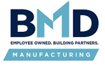 BMD
EMPLOYEE OWNED. BUILDING PARTNERS.
MANUFACTURING